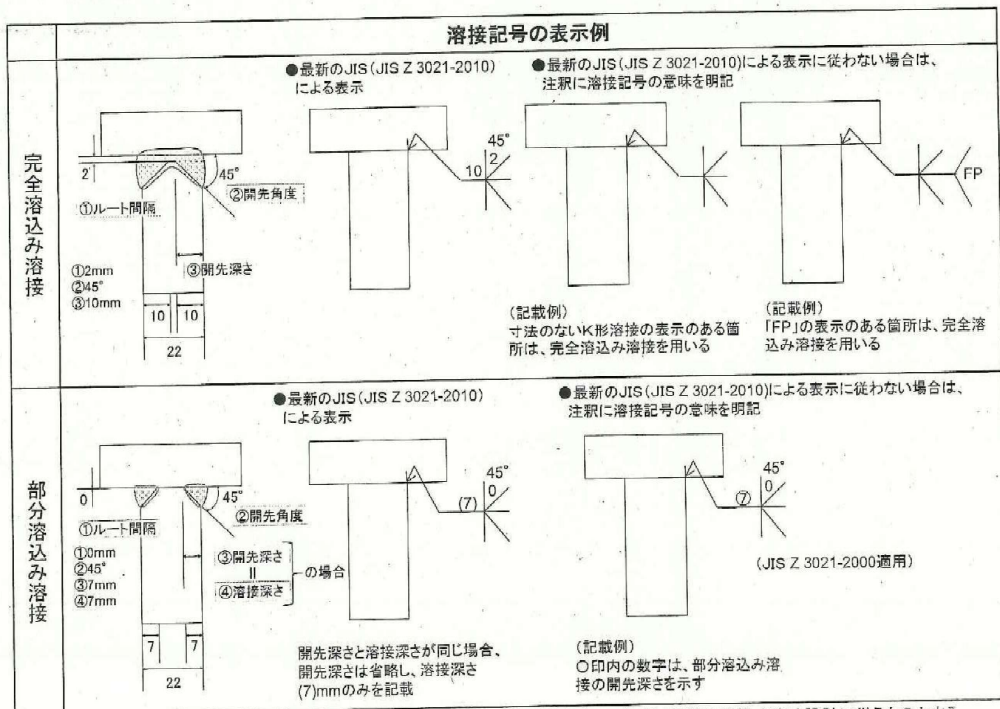 溶接記号の表示例
完全溶込み溶接
2
45°
②開先角度
①ルート間隔
③開先深さ
①2mm
②45°
③10mm
10
10
22
●最新のJIS(JIS Z 3021-2010)
による表示
45°
2
10
●最新のJIS(JIS Z 3021-2010)による表示に従わない場合は、
注釈に溶接記号の意味を明記
(記載例)
寸法のないK形溶接の表示のある箇
所は、完全溶込み溶接を用いる
FP
(記載例)
「FP」の表示のある箇所は、完全溶
込み溶接を用いる
部分溶込み溶接
0
45°
②開先角度
①ルート間隔
①0mm
②45°
③7mm
④7mm
③開先深さ
||
④溶接深さ
の場合
7
7
22
●最新のJIS(JIS Z 3021-2010)
による表示
45°
0
(7)
開先深さと溶接深さが同じ場合、
開先深さは省略し、溶接深さ
(7)mmのみを記載
●最新のJIS(JIS Z 3021-2010)による表示に従わない場合は、
注釈に溶接記号の意味を明記
45°
0
⑦
(JIS Z 3021-2000適用)
(記載例)
○印内の数字は、部分溶込み溶
接の開先深さを示す